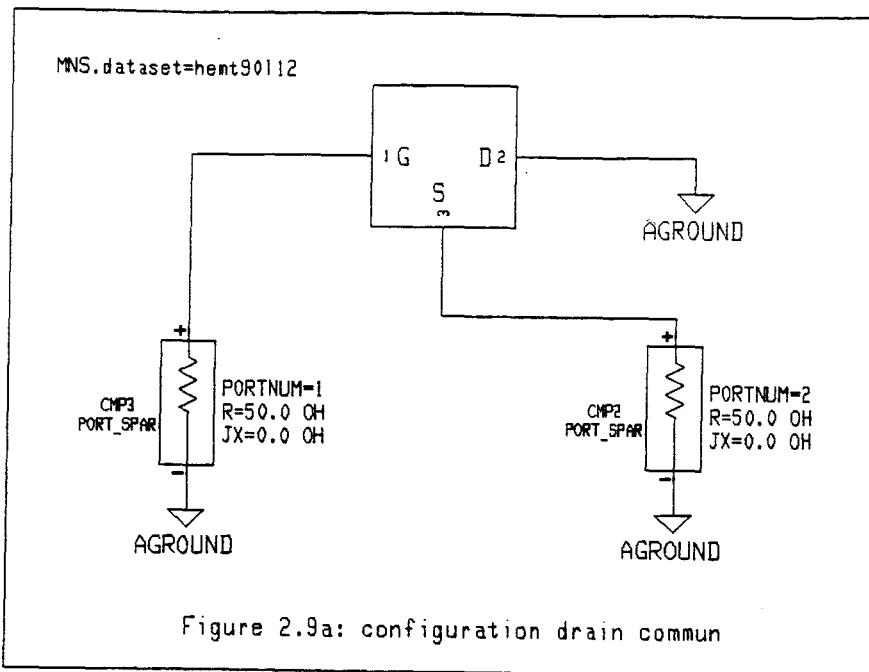 MNS.dataset=hemt90112
1 G D 2
S
3
AGROUND
+
+
CMP3
PORT_SPAR
PORTNUM=1
R=50.0 OH
JX=0.0 OH
CMP2
PORT_SPAR
PORTNUM=2
R=50.0 OH
JX=0.0 OH
-
-
AGROUND
AGROUND
Figure 2.9a: configuration drain commun